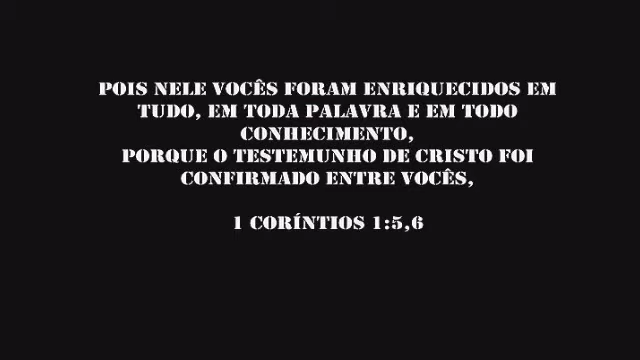 POIS NELE VOCÊS FORAM ENRIQUECIDOS EM
TUDO, EM TODA PALAVRA E EM TODO
CONHECIMENTO,
PORQUE O TESTEMUNHO DE CRISTO FOI
CONFIRMADO ENTRE VOCÊS,
1 CORÍNTIOS 1:5,6